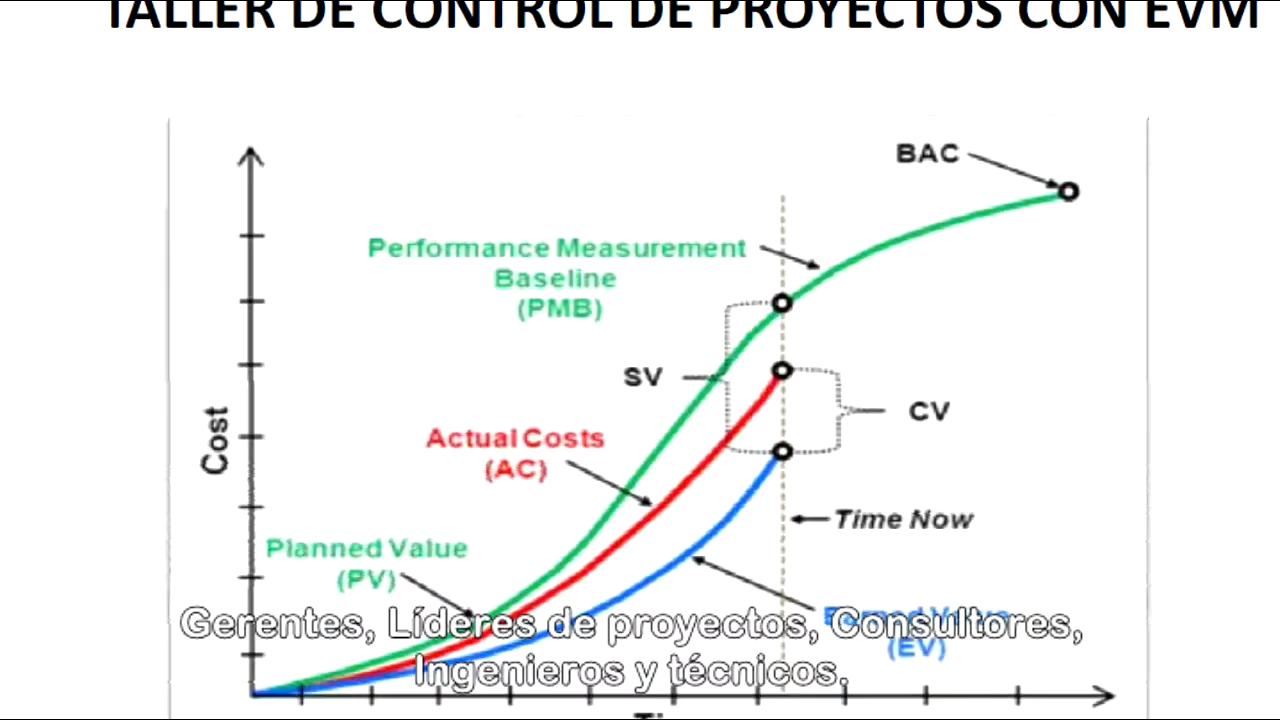 TALLER DE CONTROL DE PROYECTOS CON EVM
BAC
Performance Measurement
Baseline
(PMB)
SV
CV
Cost
Actual Costs
(AC)
Time Now
Planned Value
(PV)
(EV)
Gerentes, Líderes de proyectos, Consultores,
Ingenieros y técnicos.